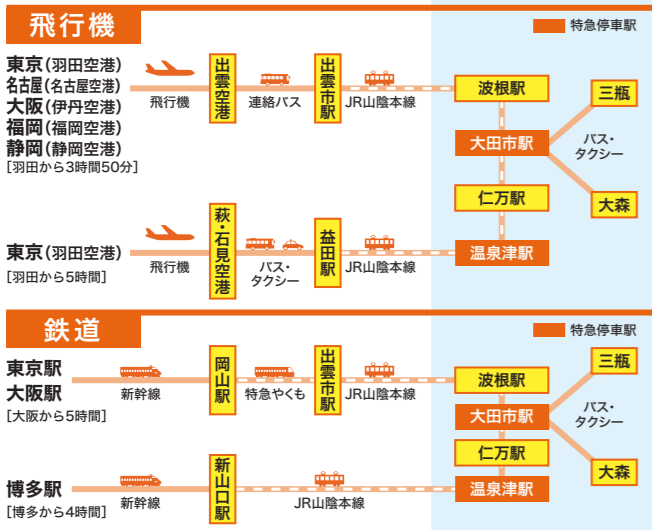 飛行機
特急停車駅
東京(羽田空港)
名古屋(名古屋空港)
大阪(伊丹空港)
福岡(福岡空港)
静岡(静岡空港)
[羽田から3時間50分]
飛行機
出雲空港
連絡バス
出雲市駅
JR山陰本線
波根駅
大田市駅
仁万駅
温泉津駅
三瓶
バス・
タクシー
大森
東京(羽田空港)
[羽田から5時間]
飛行機
萩・石見空港
バス・
タクシー
益田駅
JR山陰本線
鉄道
特急停車駅
東京駅
大阪駅
[大阪から5時間]
新幹線
岡山駅
特急やくも
出雲市駅
JR山陰本線
波根駅
大田市駅
仁万駅
温泉津駅
三瓶
バス・
タクシー
大森
博多駅
[博多から4時間]
新幹線
新山口駅
JR山陰本線